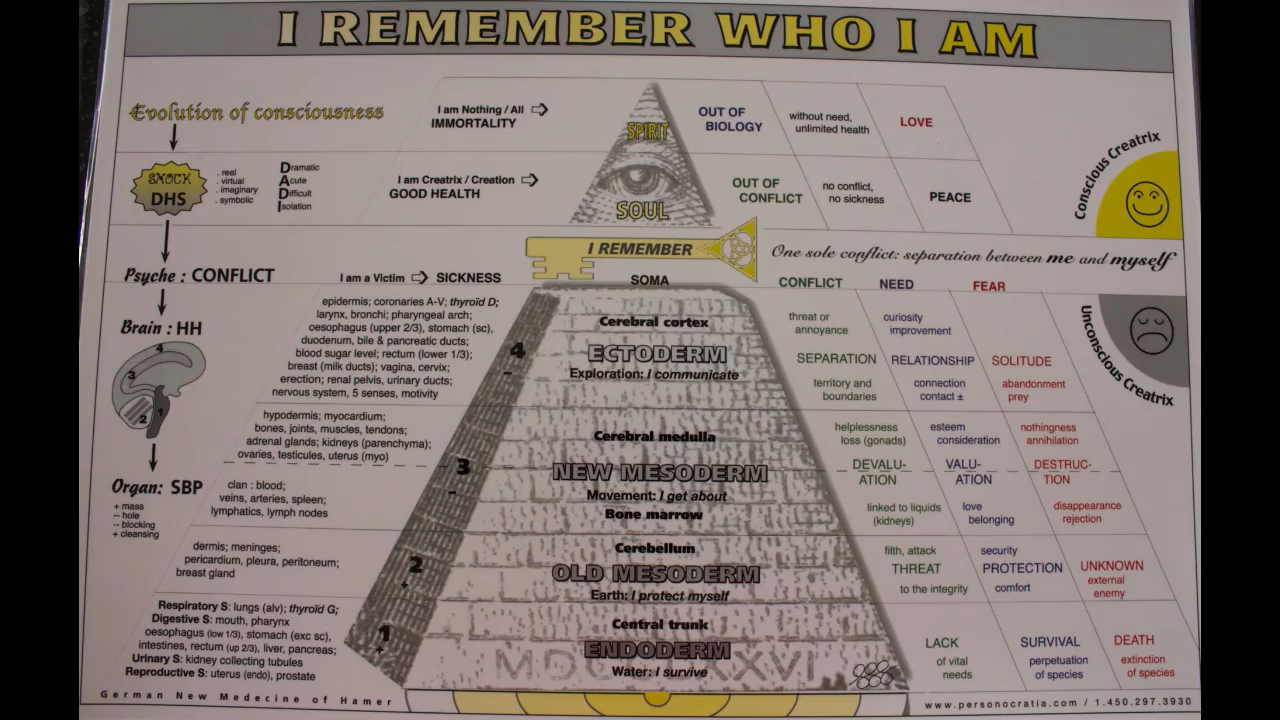 I REMEMBER WHO I AM
Evolution of consciousness
I am Nothing / All
IMMORTALITY
SPIRIT
OUT OF
BIOLOGY
without need,
unlimited health
LOVE
SHOCK
DHS
. real
. virtual
. imaginary
. symbolic
Dramatic
Acute
Difficult
Isolation
I am Creatrix / Creation
GOOD HEALTH
SOUL
OUT OF
CONFLICT
no conflict,
no sickness
PEACE
Conscious Creatrix
I REMEMBER
One sole conflict: separation between me and myself
Psyche : CONFLICT
I am a Victim
SICKNESS
SOMA
CONFLICT
NEED
FEAR
Unconscious Creatrix
Brain : HH
4
3
2
1
epidermis; coronaries A-V; thyroïd D;
larynx, bronchi; pharyngeal arch;
oesophagus (upper 2/3), stomach (sc),
duodenum, bile & pancreatic ducts;
blood sugar level; rectum (lower 1/3);
breast (milk ducts); vagina, cervix;
erection; renal pelvis, urinary ducts;
nervous system, 5 senses, motivity
4
-
Cerebral cortex
ECTODERM
Exploration: I communicate
threat or
annoyance
curiosity
improvement
SEPARATION
RELATIONSHIP
SOLITUDE
territory and
boundaries
connection
contact ±
abandonment
prey
hypodermis; myocardium;
bones, joints, muscles, tendons;
adrenal glands; kidneys (parenchyma);
ovaries, testicules, uterus (myo)
clan : blood;
veins, arteries, spleen;
lymphatics, lymph nodes
3
-
Cerebral medulla
NEW MESODERM
Movement: I get about
Bone marrow
helplessness
loss (gonads)
esteem
consideration
nothingness
annihilation
DEVALU-
ATION
VALU-
ATION
DESTRUC-
TION
linked to liquids
(kidneys)
love
belonging
disappearance
rejection
Organ: SBP
+ mass
– hole
– blocking
+ cleansing
dermis; meninges;
pericardium, pleura, peritoneum;
breast gland
2
+
Cerebellum
OLD MESODERM
Earth: I protect myself
filth, attack
THREAT
to the integrity
security
PROTECTION
comfort
UNKNOWN
external
enemy
Respiratory S: lungs (alv); thyroïd G;
Digestive S: mouth, pharynx
oesophagus (low 1/3), stomach (exc sc),
intestines, rectum (up 2/3), liver, pancreas;
Urinary S: kidney collecting tubules
Reproductive S: uterus (endo), prostate
1
+
Central trunk
ENDODERM
Water: I survive
MDCCLXXVI
LACK
of vital
needs
SURVIVAL
perpetuation
of species
DEATH
extinction
of species
German New Medecine of Hamer
www.personocratia.com / 1.450.297.3930